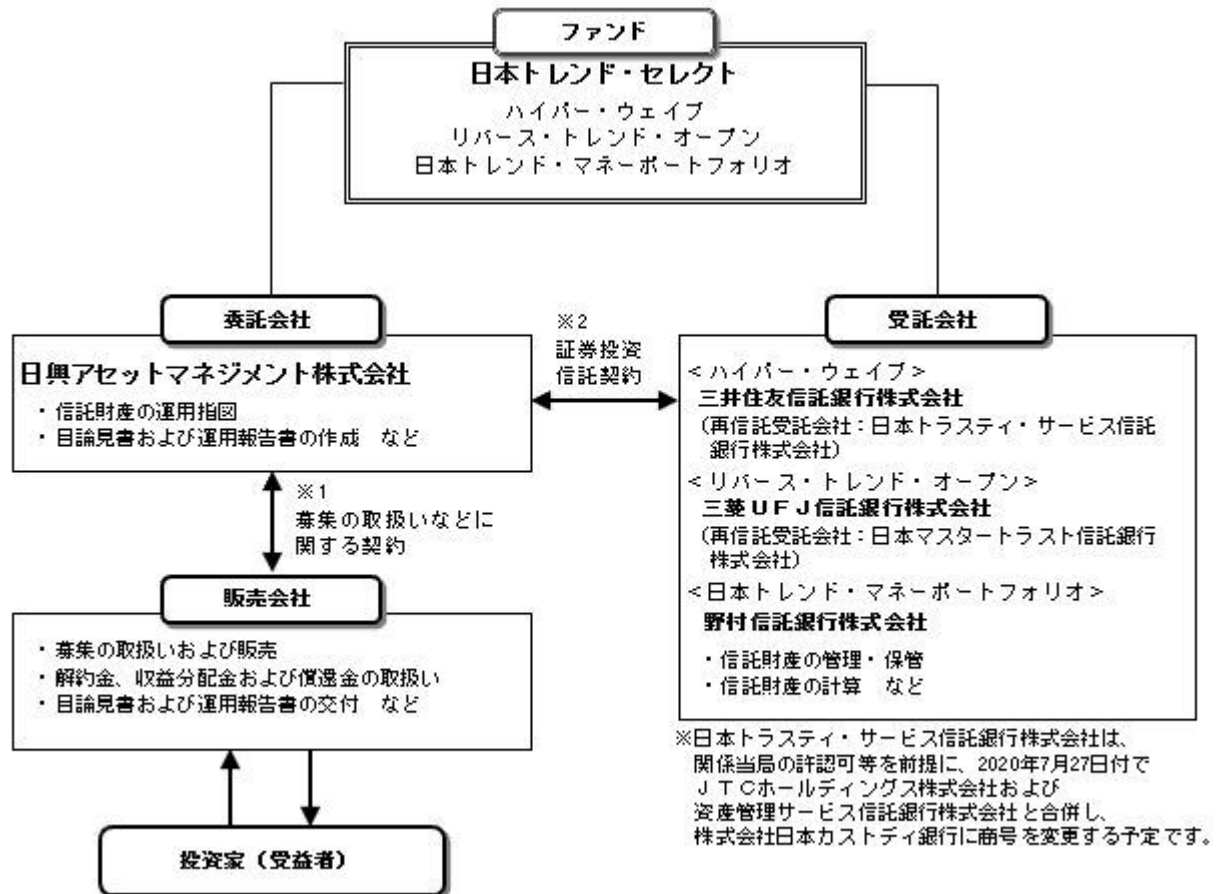 ファンド
日本トレンド・セレクト
ハイパー・ウェイブ
リバース・トレンド・オープン
日本トレンド・マネーポートフォリオ
委託会社
日興アセットマネジメント株式会社
・信託財産の運用指図
・目論見書および運用報告書の作成 など
※2
証券投資
信託契約
受託会社
＜ハイパー・ウェイブ＞
三井住友信託銀行株式会社
（再信託受託会社：日本トラスティ・サービス信託
銀行株式会社）
＜リバース・トレンド・オープン＞
三菱ＵＦＪ信託銀行株式会社
（再信託受託会社：日本マスタートラスト信託銀行
株式会社）
＜日本トレンド・マネーポートフォリオ＞
野村信託銀行株式会社
・信託財産の管理・保管
・信託財産の計算 など
※1
募集の取扱いなどに
関する契約
販売会社
・募集の取扱いおよび販売
・解約金、収益分配金および償還金の取扱い
・目論見書および運用報告書の交付 など
投資家（受益者）
※日本トラスティ・サービス信託銀行株式会社は、
関係当局の許認可等を前提に、2020年7月27日付で
ＪＴＣホールディングス株式会社および
資産管理サービス信託銀行株式会社と合併し、
株式会社日本カストディ銀行に商号を変更する予定です。